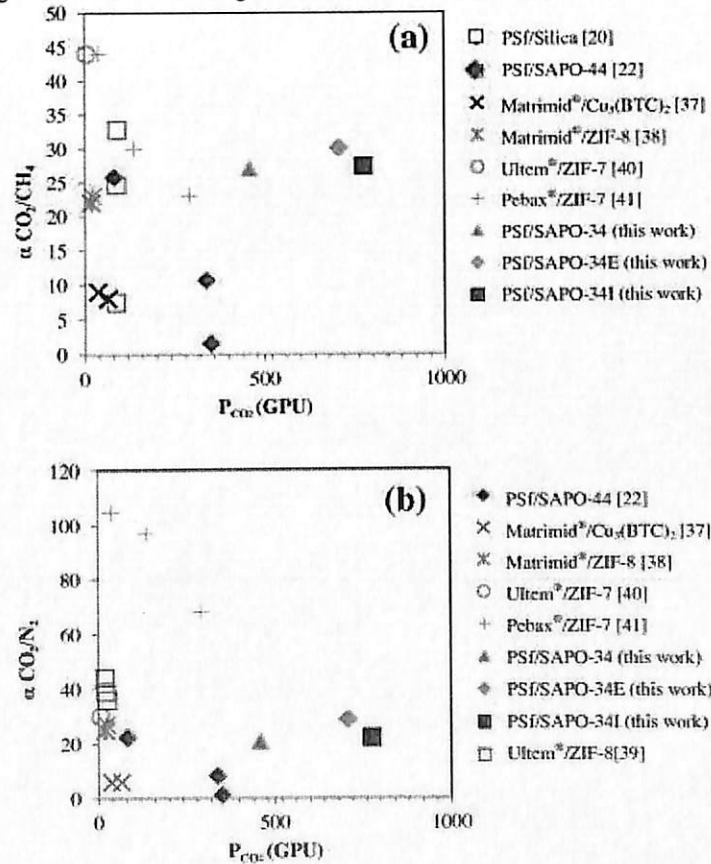 (a)
50
45
40
35
30
25
20
15
10
5
0
α CO₂/CH₄
0
500
1000
P_CO₂ (GPU)
PSf/Silica [20]
PSf/SAPO-44 [22]
Matrimid®/Cu₃(BTC)₂ [37]
Matrimid®/ZIF-8 [38]
Ultem®/ZIF-7 [40]
Pebax®/ZIF-7 [41]
PSf/SAPO-34 (this work)
PSf/SAPO-34E (this work)
PSf/SAPO-34I (this work)
(b)
120
100
80
60
40
20
0
α CO₂/N₂
0
500
1000
P_CO₂ (GPU)
PSf/SAPO-44 [22]
Matrimid®/Cu₃(BTC)₂ [37]
Matrimid®/ZIF-8 [38]
Ultem®/ZIF-7 [40]
Pebax®/ZIF-7 [41]
PSf/SAPO-34 (this work)
PSf/SAPO-34E (this work)
PSf/SAPO-34I (this work)
Ultem®/ZIF-8[39]